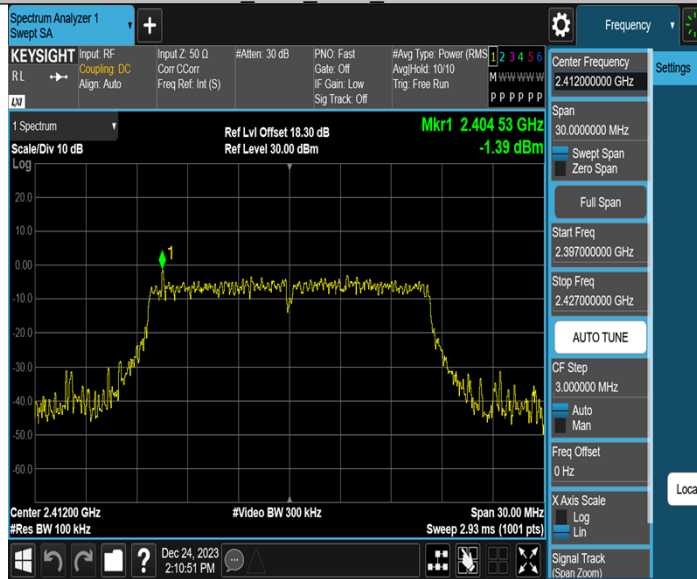 Spectrum Analyzer 1
Swept SA
Frequency
KEYSIGHT
RL
LXI
Input: RF
Coupling: DC
Align: Auto
Input Z: 50 Ω
Corr CCorr
Freq Ref: Int (S)
#Atten: 30 dB
PNO: Fast
Gate: Off
IF Gain: Low
Sig Track: Off
#Avg Type: Power (RMS
Avg|Hold: 10/10
Trig: Free Run
1 2 3 4 5 6
M W W W W W
P P P P P P
1 Spectrum
Scale/Div 10 dB
Log
Ref Lvl Offset 18.30 dB
Ref Level 30.00 dBm
Mkr1 2.404 53 GHz
-1.39 dBm
20.0
10.0
0.00
-10.0
-20.0
-30.0
-40.0
-50.0
-60.0
1
Center 2.41200 GHz
#Res BW 100 kHz
#Video BW 300 kHz
Span 30.00 MHz
Sweep 2.93 ms (1001 pts)
Dec 24, 2023
2:10:51 PM
Center Frequency
2.412000000 GHz
Span
30.0000000 MHz
Swept Span
Zero Span
Full Span
Start Freq
2.397000000 GHz
Stop Freq
2.427000000 GHz
AUTO TUNE
CF Step
3.000000 MHz
Auto
Man
Freq Offset
0 Hz
X Axis Scale
Log
Lin
Signal Track
(Span Zoom)
Settings
Loca